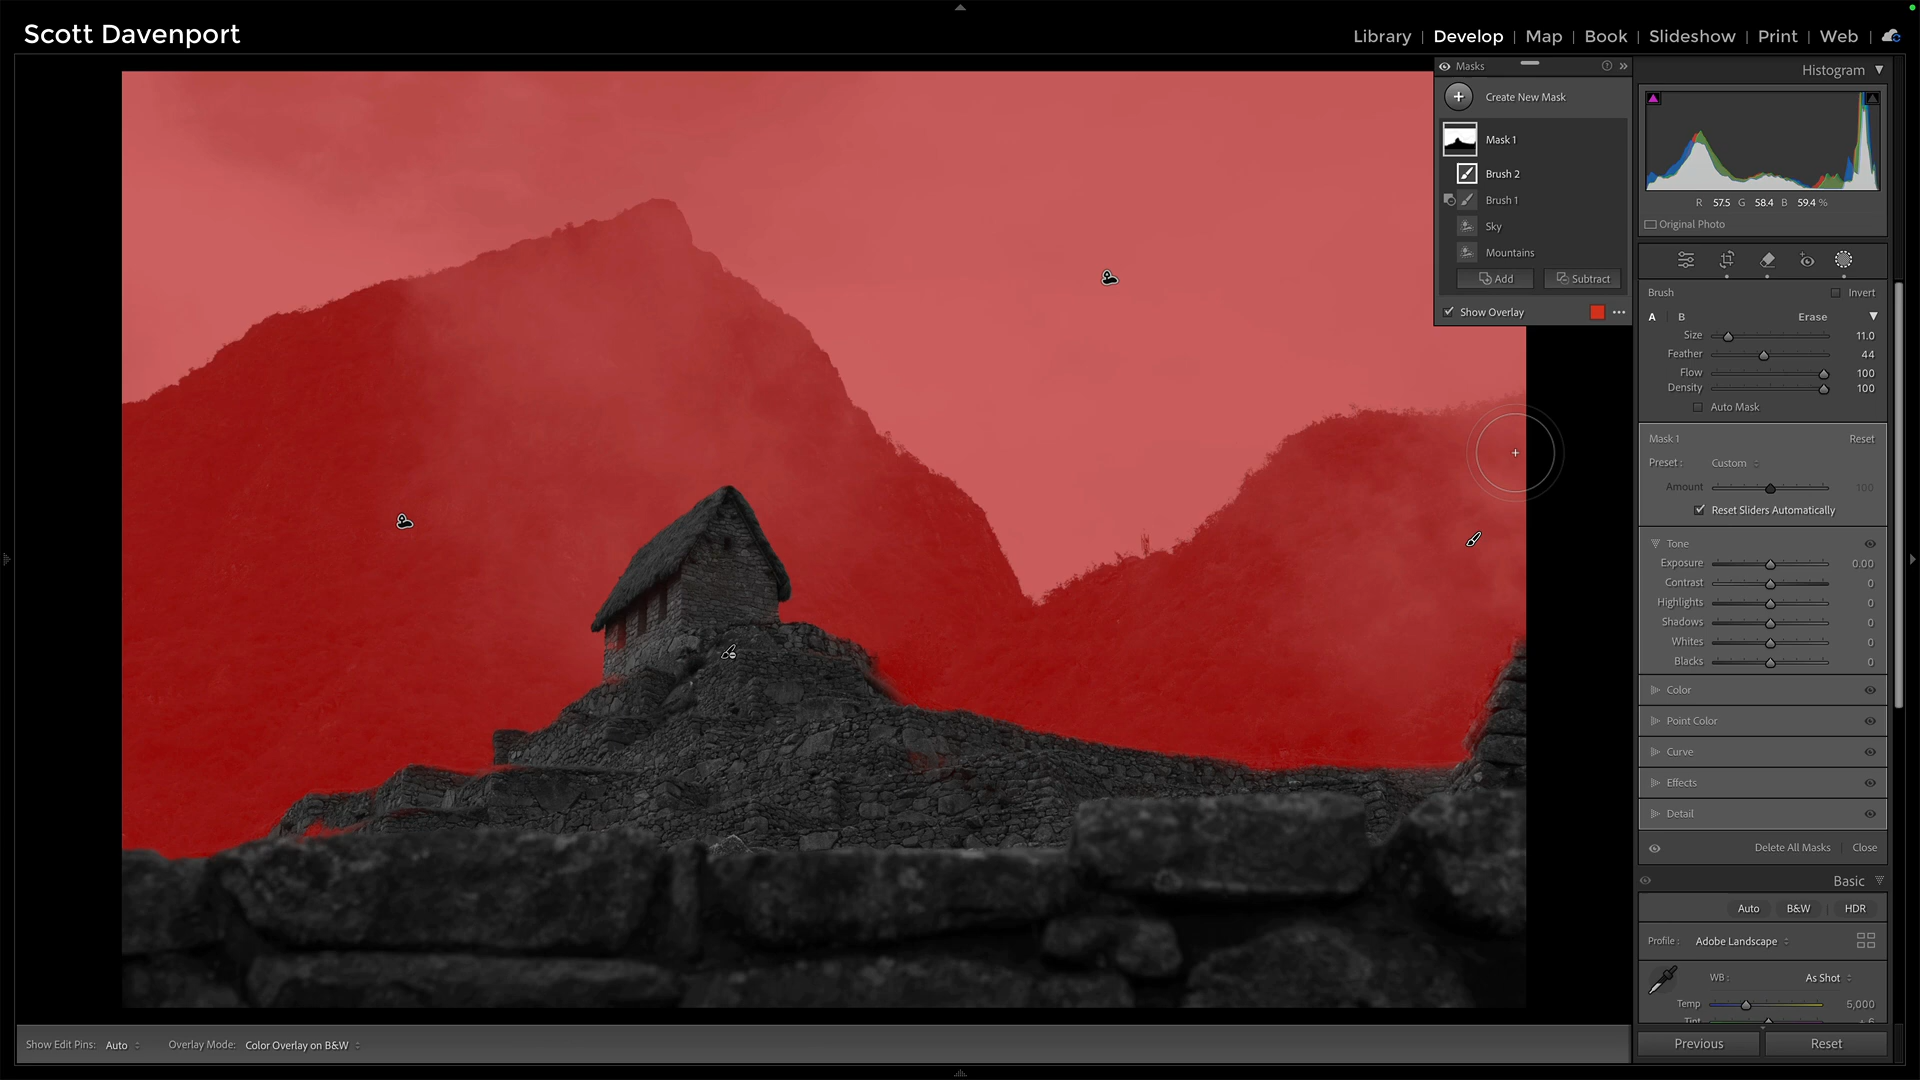 Scott Davenport
Library | Develop | Map | Book | Slideshow | Print | Web |
Masks
Create New Mask
Mask 1
Brush 2
Brush 1
Sky
Mountains
Add Subtract
Show Overlay
Histogram
R 57.5 G 58.4 B 59.4 %
Original Photo
Brush Invert
A B Erase
Size 11.0
Feather 44
Flow 100
Density 100
Auto Mask
Mask 1 Reset
Preset : Custom
Amount 100
Reset Sliders Automatically
Tone
Exposure 0.00
Contrast 0
Highlights 0
Shadows 0
Whites 0
Blacks 0
Color
Point Color
Curve
Effects
Detail
Delete All Masks Close
Basic
Auto B&W HDR
Profile : Adobe Landscape
WB : As Shot
Temp 5,000
Tint + 6
Previous Reset
Show Edit Pins: Auto Overlay Mode: Color Overlay on B&W